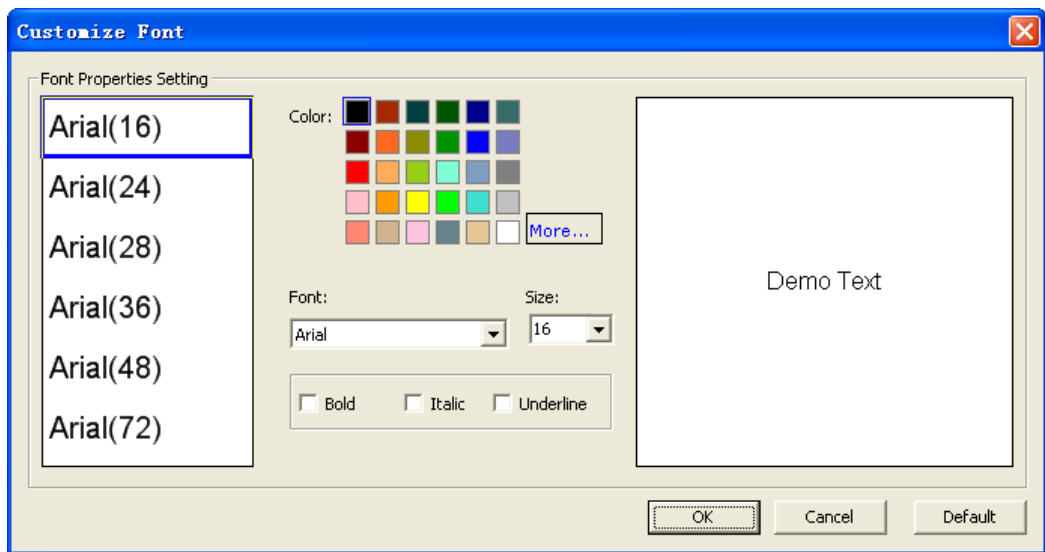 Customize Font
Font Properties Setting
Arial(16)
Arial(24)
Arial(28)
Arial(36)
Arial(48)
Arial(72)
Color:
More...
Font:
Size:
Arial
16
Bold
Italic
Underline
Demo Text
OK
Cancel
Default